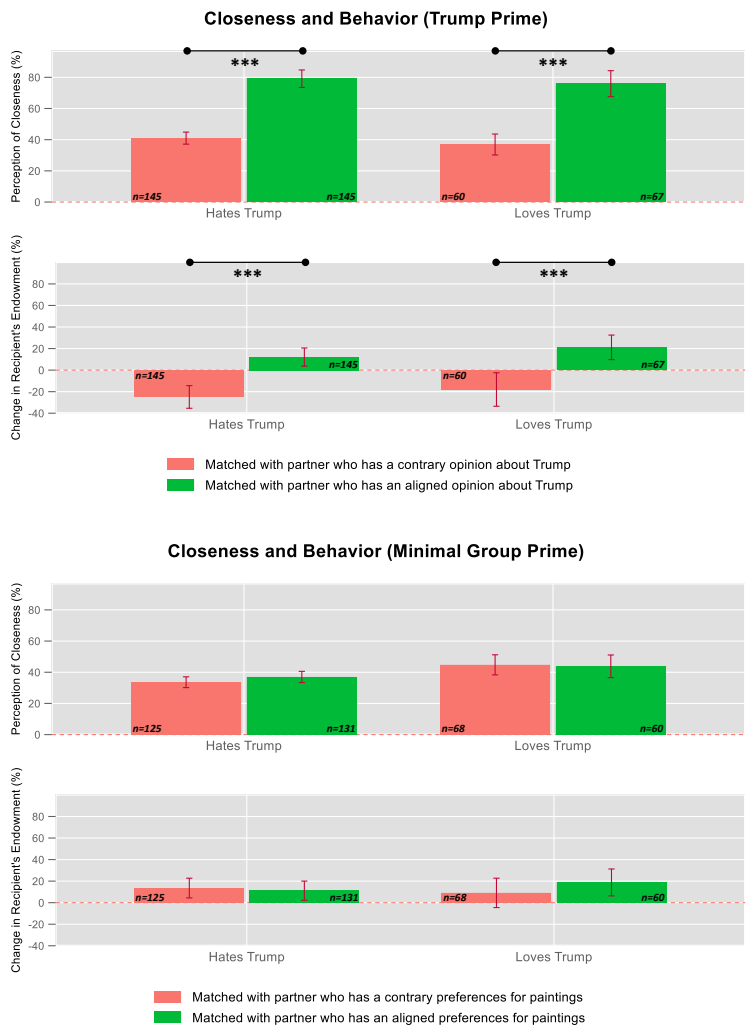 Closeness and Behavior (Trump Prime)
Perception of Closeness (%)
80
60
40
20
0
***
***
n=145
n=145
n=60
n=67
Hates Trump
Loves Trump
Change in Recipient's Endowment (%)
80
60
40
20
0
-20
-40
***
***
n=145
n=145
n=60
n=67
Hates Trump
Loves Trump
Matched with partner who has a contrary opinion about Trump
Matched with partner who has an aligned opinion about Trump
Closeness and Behavior (Minimal Group Prime)
Perception of Closeness (%)
80
60
40
20
0
n=125
n=131
n=68
n=60
Hates Trump
Loves Trump
Change in Recipient's Endowment (%)
80
60
40
20
0
-20
-40
n=125
n=131
n=68
n=60
Hates Trump
Loves Trump
Matched with partner who has a contrary preferences for paintings
Matched with partner who has an aligned preferences for paintings